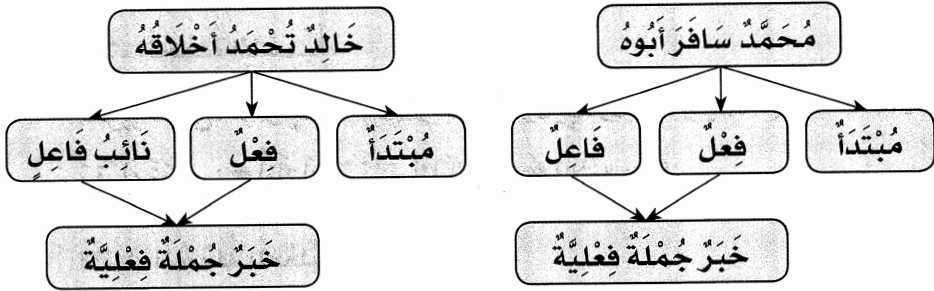 مُحَمَّدٌ سَافَرَ أَبُوهُ
مُبْتَدَأٌ
فِعْلٌ
فَاعِلٌ
خَبَرٌ جُمْلَةٌ فِعْلِيَّةٌ
خَالِدٌ تُحْمَدُ أَخْلَاقُهُ
مُبْتَدَأٌ
فِعْلٌ
نَائِبُ فَاعِلٍ
خَبَرٌ جُمْلَةٌ فِعْلِيَّةٌ